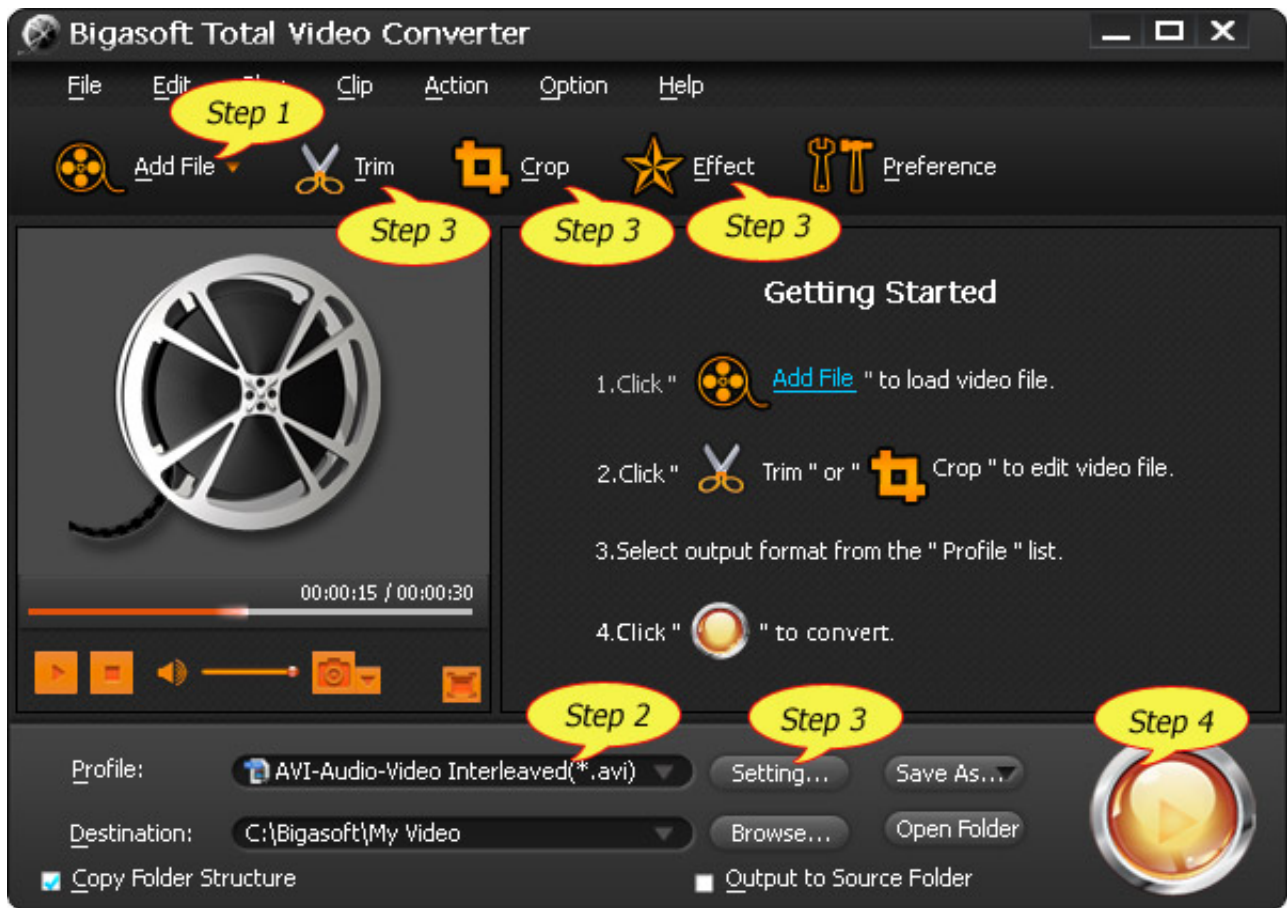 Bigasoft Total Video Converter
File Edit Clip Action Option Help
Step 1
Add File Trim Crop Effect Preference
Step 3 Step 3 Step 3
Getting Started
1.Click " Add File " to load video file.
2.Click " Trim " or " Crop " to edit video file.
3.Select output format from the " Profile " list.
4.Click " " to convert.
00:00:15 / 00:00:30
Step 2 Step 3 Step 4
Profile: AVI-Audio-Video Interleaved(*.avi) Setting... Save As...
Destination: C:\Bigasoft\My Video Browse... Open Folder
Copy Folder Structure Output to Source Folder